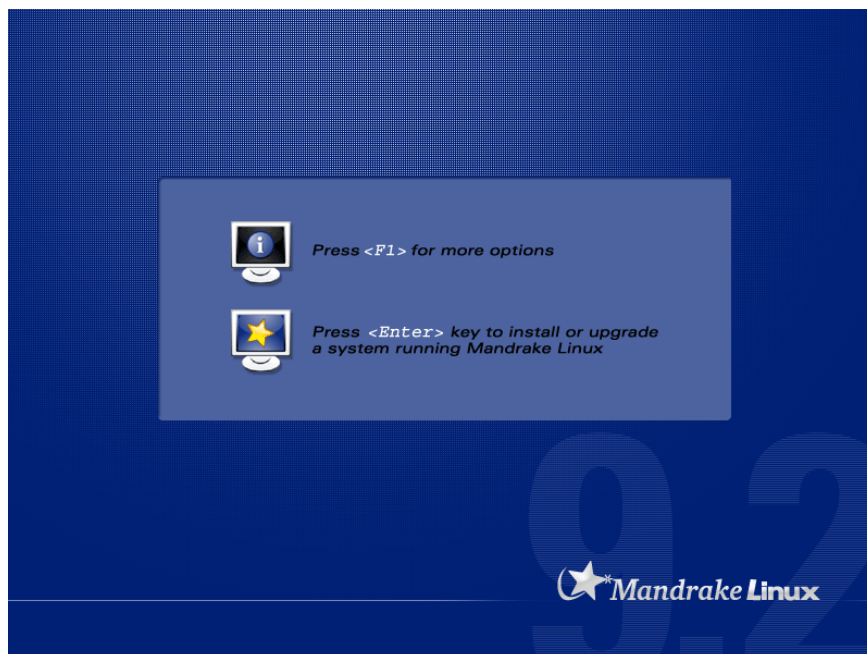 Press <F1> for more options
Press <Enter> key to install or upgrade
a system running Mandrake Linux
9.2
Mandrake Linux